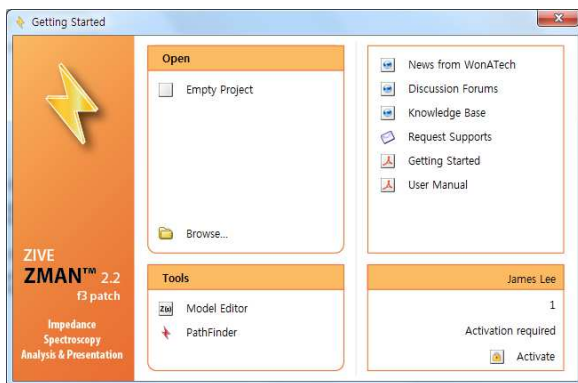 Getting Started
Open
Empty Project
Browse...
News from WonATech
Discussion Forums
Knowledge Base
Request Supports
Getting Started
User Manual
ZIVE
ZMAN™ 2.2
f3 patch
Impedance
Spectroscopy
Analysis & Presentation
Tools
Z(s)
Model Editor
PathFinder
James Lee
1
Activation required
Activate